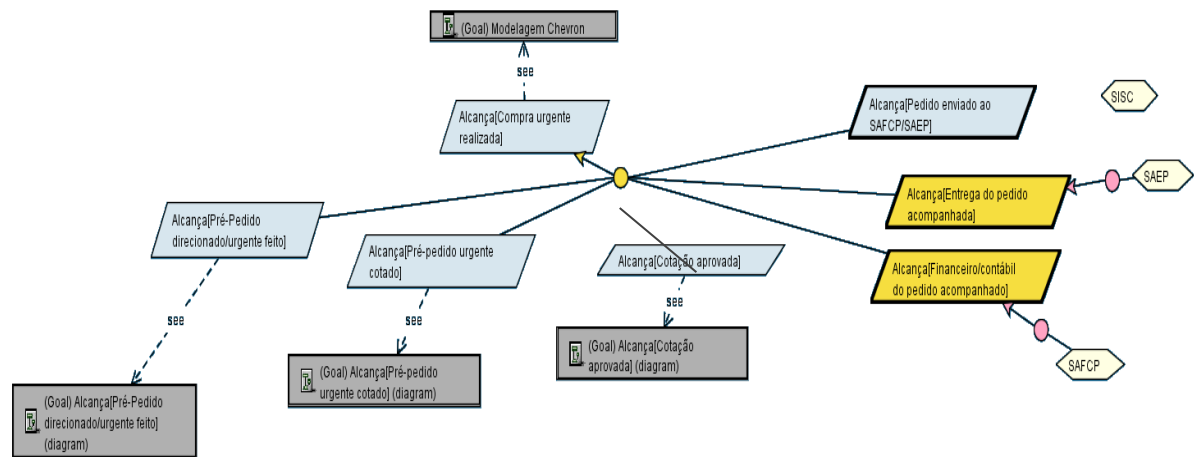 (Goal) Modelagem Chevron
see
Alcança[Compra urgente
realizada]
Alcança[Pedido enviado ao
SAFCP/SAEP]
SISC
SAEP
Alcança[Entrega do pedido
acompanhada]
Alcança[Pré-Pedido
direcionado/urgente feito]
Alcança[Pré-pedido urgente
cotado]
Alcança[Cotação aprovada]
Alcança[Financeiro/contábil
do pedido acompanhado]
see
see
see
SAFCP
(Goal) Alcança[Cotação
aprovada] (diagram)
(Goal) Alcança[Pré-pedido
urgente cotado] (diagram)
(Goal) Alcança[Pré-Pedido
direcionado/urgente feito]
(diagram)